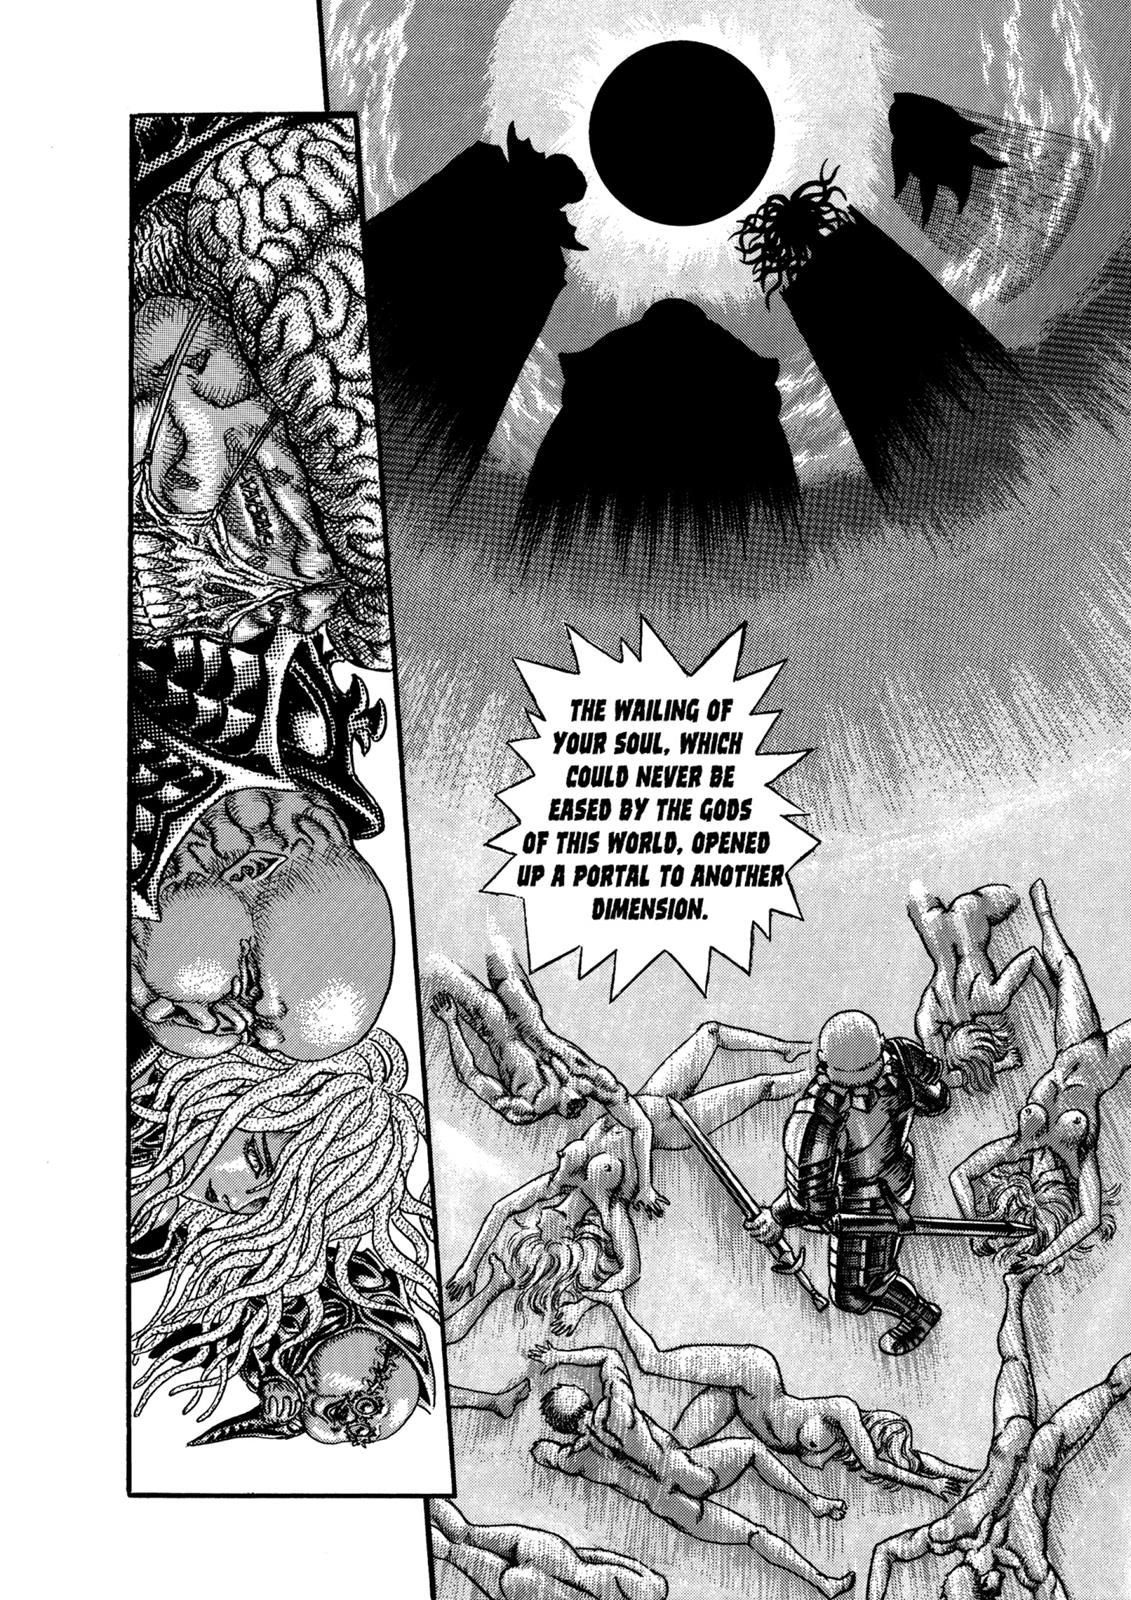 THE WAILING OF
YOUR SOUL, WHICH
COULD NEVER BE
EASED BY THE GODS
OF THIS WORLD, OPENED
UP A PORTAL TO ANOTHER
DIMENSION.